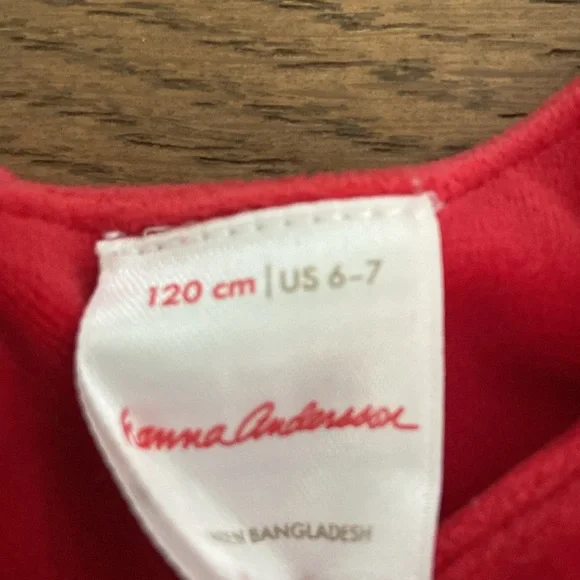 120 cm | US 6-7
hanna andersson
BANGLADESH